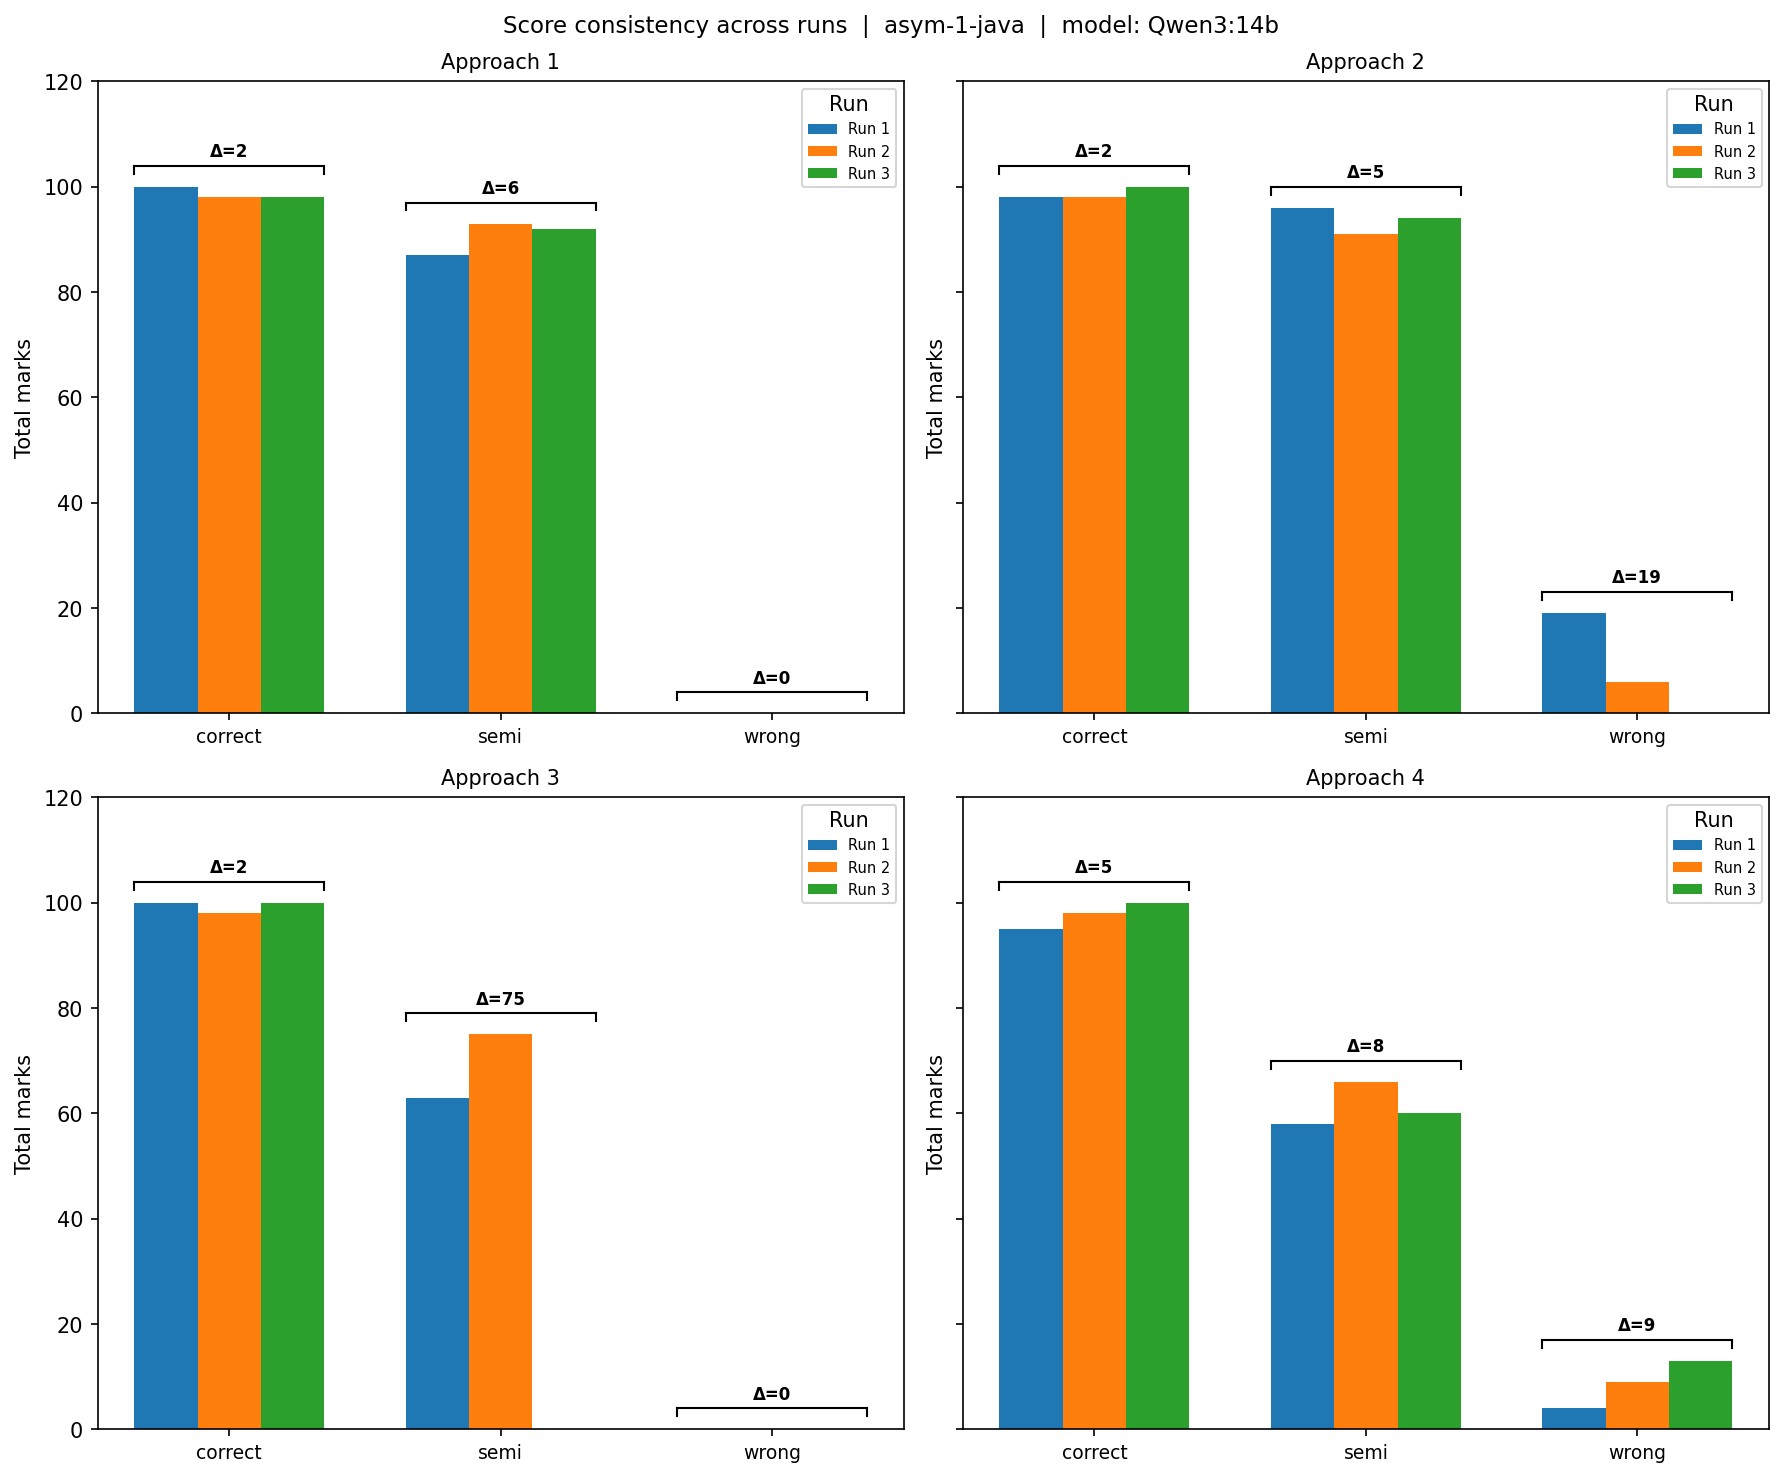 Score consistency across runs  |  asym-1-java  |  model: Qwen3:14b
Approach 1
Total marks
120
100
80
60
40
20
0
Δ=2
Δ=6
Δ=0
Run
Run 1
Run 2
Run 3
correct
semi
wrong
Approach 2
Total marks
Δ=2
Δ=5
Δ=19
Run
Run 1
Run 2
Run 3
correct
semi
wrong
Approach 3
Total marks
120
100
80
60
40
20
0
Δ=2
Δ=75
Δ=0
Run
Run 1
Run 2
Run 3
correct
semi
wrong
Approach 4
Total marks
Δ=5
Δ=8
Δ=9
Run
Run 1
Run 2
Run 3
correct
semi
wrong